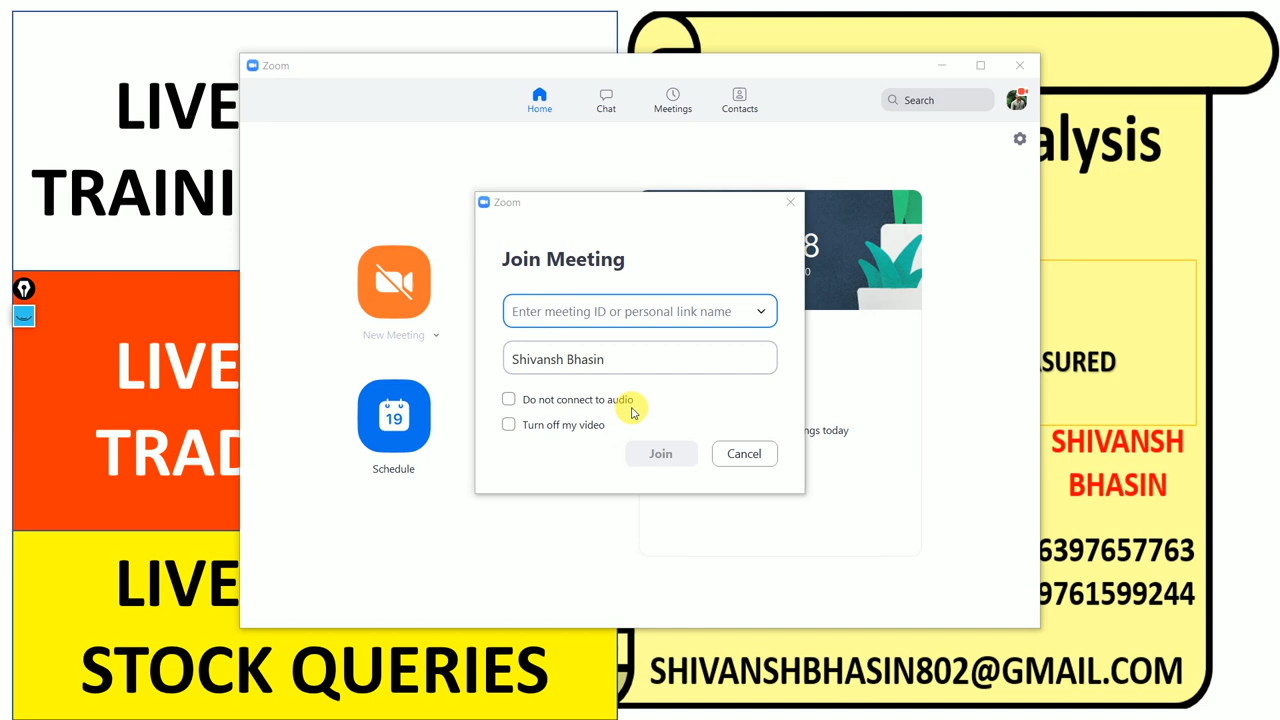 LIVE
TRAINI
LIVE
TRAD
LIVE
STOCK QUERIES
alysis
SURED
SHIVANSH
BHASIN
6397657763
9761599244
SHIVANSHBHASIN802@GMAIL.COM
Zoom
Home
Chat
Meetings
Contacts
Search
New Meeting
19
Schedule
8
0
ngs today
Zoom
Join Meeting
Enter meeting ID or personal link name
Shivansh Bhasin
Do not connect to audio
Turn off my video
Join
Cancel